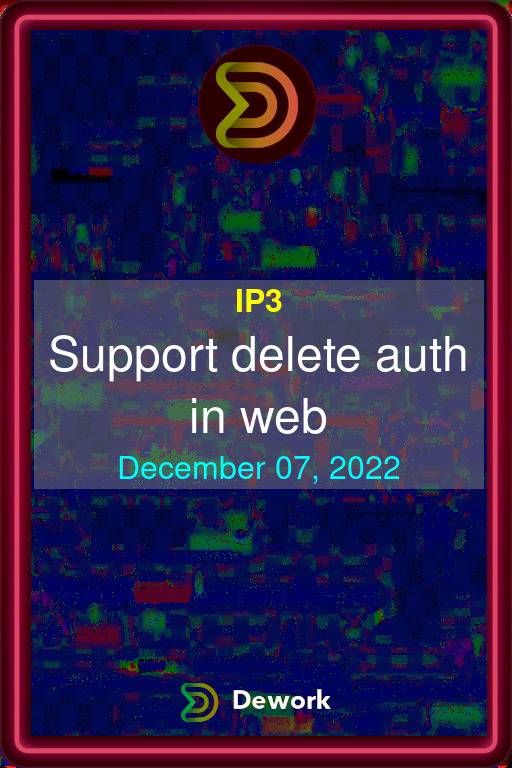 IP3
Support delete auth
in web
December 07, 2022
Dework